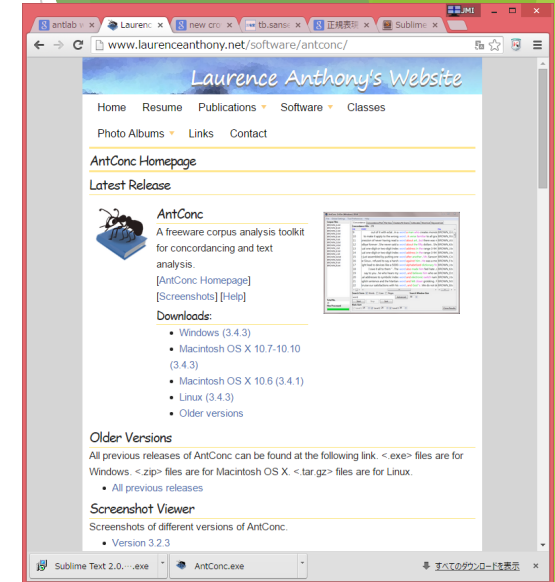 JMI
antlab w
Laurenc
new cro
tb.sansc
正規表現
Sublime
www.laurenceanthony.net/software/antconc/
Laurence Anthony's Website
Home Resume Publications Software Classes
Photo Albums Links Contact
AntConc Homepage
Latest Release
AntConc
A freeware corpus analysis toolkit
for concordancing and text
analysis.
[AntConc Homepage]
[Screenshots] [Help]
Downloads:
Windows (3.4.3)
Macintosh OS X 10.7-10.10
(3.4.3)
Macintosh OS X 10.6 (3.4.1)
Linux (3.4.3)
Older versions
Older Versions
All previous releases of AntConc can be found at the following link. <.exe> files are for
Windows. <.zip> files are for Macintosh OS X. <.tar.gz> files are for Linux.
All previous releases
Screenshot Viewer
Screenshots of different versions of AntConc.
Version 3.2.3
Sublime Text 2.0.….exe
AntConc.exe
すべてのダウンロードを表示